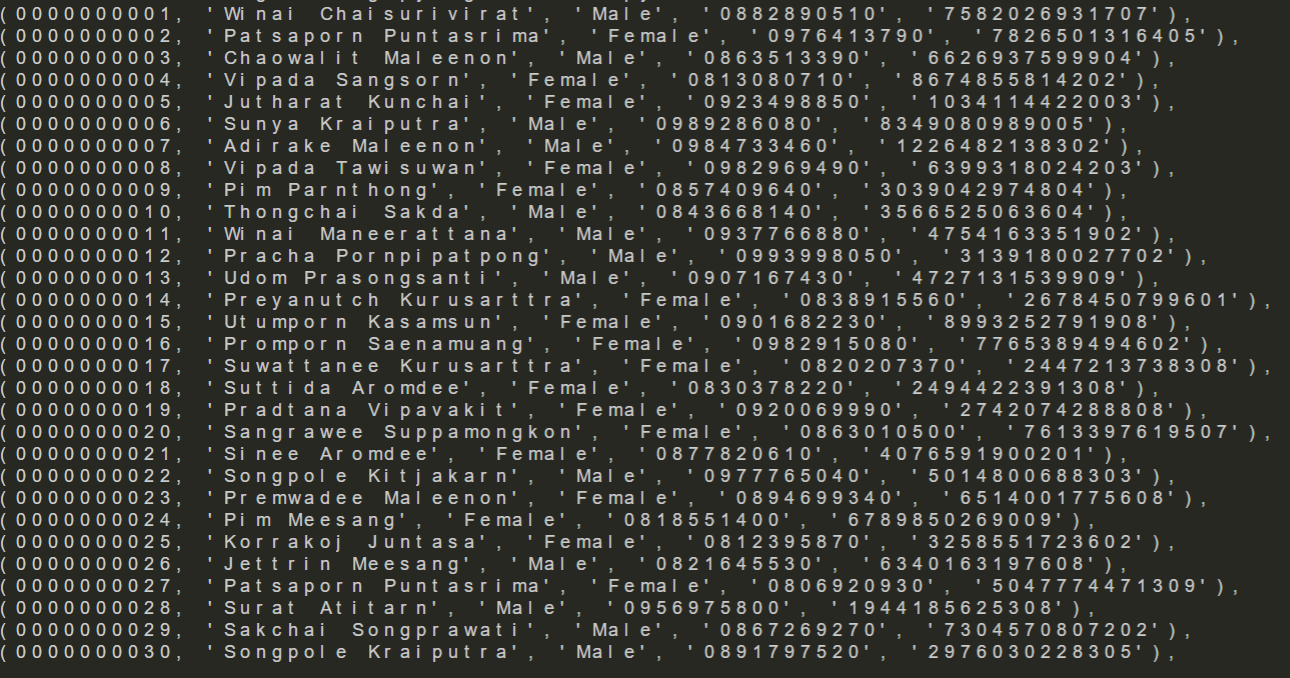 (0000000001, 'Winai Chaisurivirat', 'Male', '0882890510', '7582026931707'),
(0000000002, 'Patsaporn Puntasrima', 'Female', '0976413790', '7826501316405'),
(0000000003, 'Chaowalit Maleenon', 'Male', '0863513390', '6626937599904'),
(0000000004, 'Vipada Sangsorn', 'Female', '0813080710', '8674855814202'),
(0000000005, 'Jutharat Kunchai', 'Female', '0923498850', '1034114422003'),
(0000000006, 'Sunya Kraiputra', 'Male', '0989286080', '8349080989005'),
(0000000007, 'Adirake Maleenon', 'Male', '0984733460', '1226482138302'),
(0000000008, 'Vipada Tawisuwan', 'Female', '0982969490', '6399318024203'),
(0000000009, 'Pim Parnthong', 'Female', '0857409640', '3039042974804'),
(0000000010, 'Thongchai Sakda', 'Male', '0843668140', '3566525063604'),
(0000000011, 'Winai Maneerattana', 'Male', '0937766880', '4754163351902'),
(0000000012, 'Pracha Pornpipatpong', 'Male', '0993998050', '3139180027702'),
(0000000013, 'Udom Prasongsanti', 'Male', '0907167430', '4727131539909'),
(0000000014, 'Preyanutch Kurusarttra', 'Female', '0838915560', '2678450799601'),
(0000000015, 'Utumporn Kasamsun', 'Female', '0901682230', '8993252791908'),
(0000000016, 'Promporn Saenamuang', 'Female', '0982915080', '7765389494602'),
(0000000017, 'Suwattanee Kurusarttra', 'Female', '0820207370', '2447213738308'),
(0000000018, 'Suttida Aromdee', 'Female', '0830378220', '2494422391308'),
(0000000019, 'Pradtana Vipavakit', 'Female', '0920069990', '2742074288808'),
(0000000020, 'Sangrawee Suppamongkon', 'Female', '0863010500', '7613397619507'),
(0000000021, 'Sinee Aromdee', 'Female', '0877820610', '4076591900201'),
(0000000022, 'Songpole Kitjakarn', 'Male', '0977765040', '5014800688303'),
(0000000023, 'Premwadee Maleenon', 'Female', '0894699340', '6514001775608'),
(0000000024, 'Pim Meesang', 'Female', '0818551400', '6789850269009'),
(0000000025, 'Korrakoj Juntasa', 'Female', '0812395870', '3258551723602'),
(0000000026, 'Jettrin Meesang', 'Male', '0821645530', '6340163197608'),
(0000000027, 'Patsaporn Puntasrima', 'Female', '0806920930', '5047774471309'),
(0000000028, 'Surat Atitarn', 'Male', '0956975800', '1944185625308'),
(0000000029, 'Sakchai Songprawati', 'Male', '0867269270', '7304570807202'),
(0000000030, 'Songpole Kraiputra', 'Male', '0891797520', '2976030228305'),